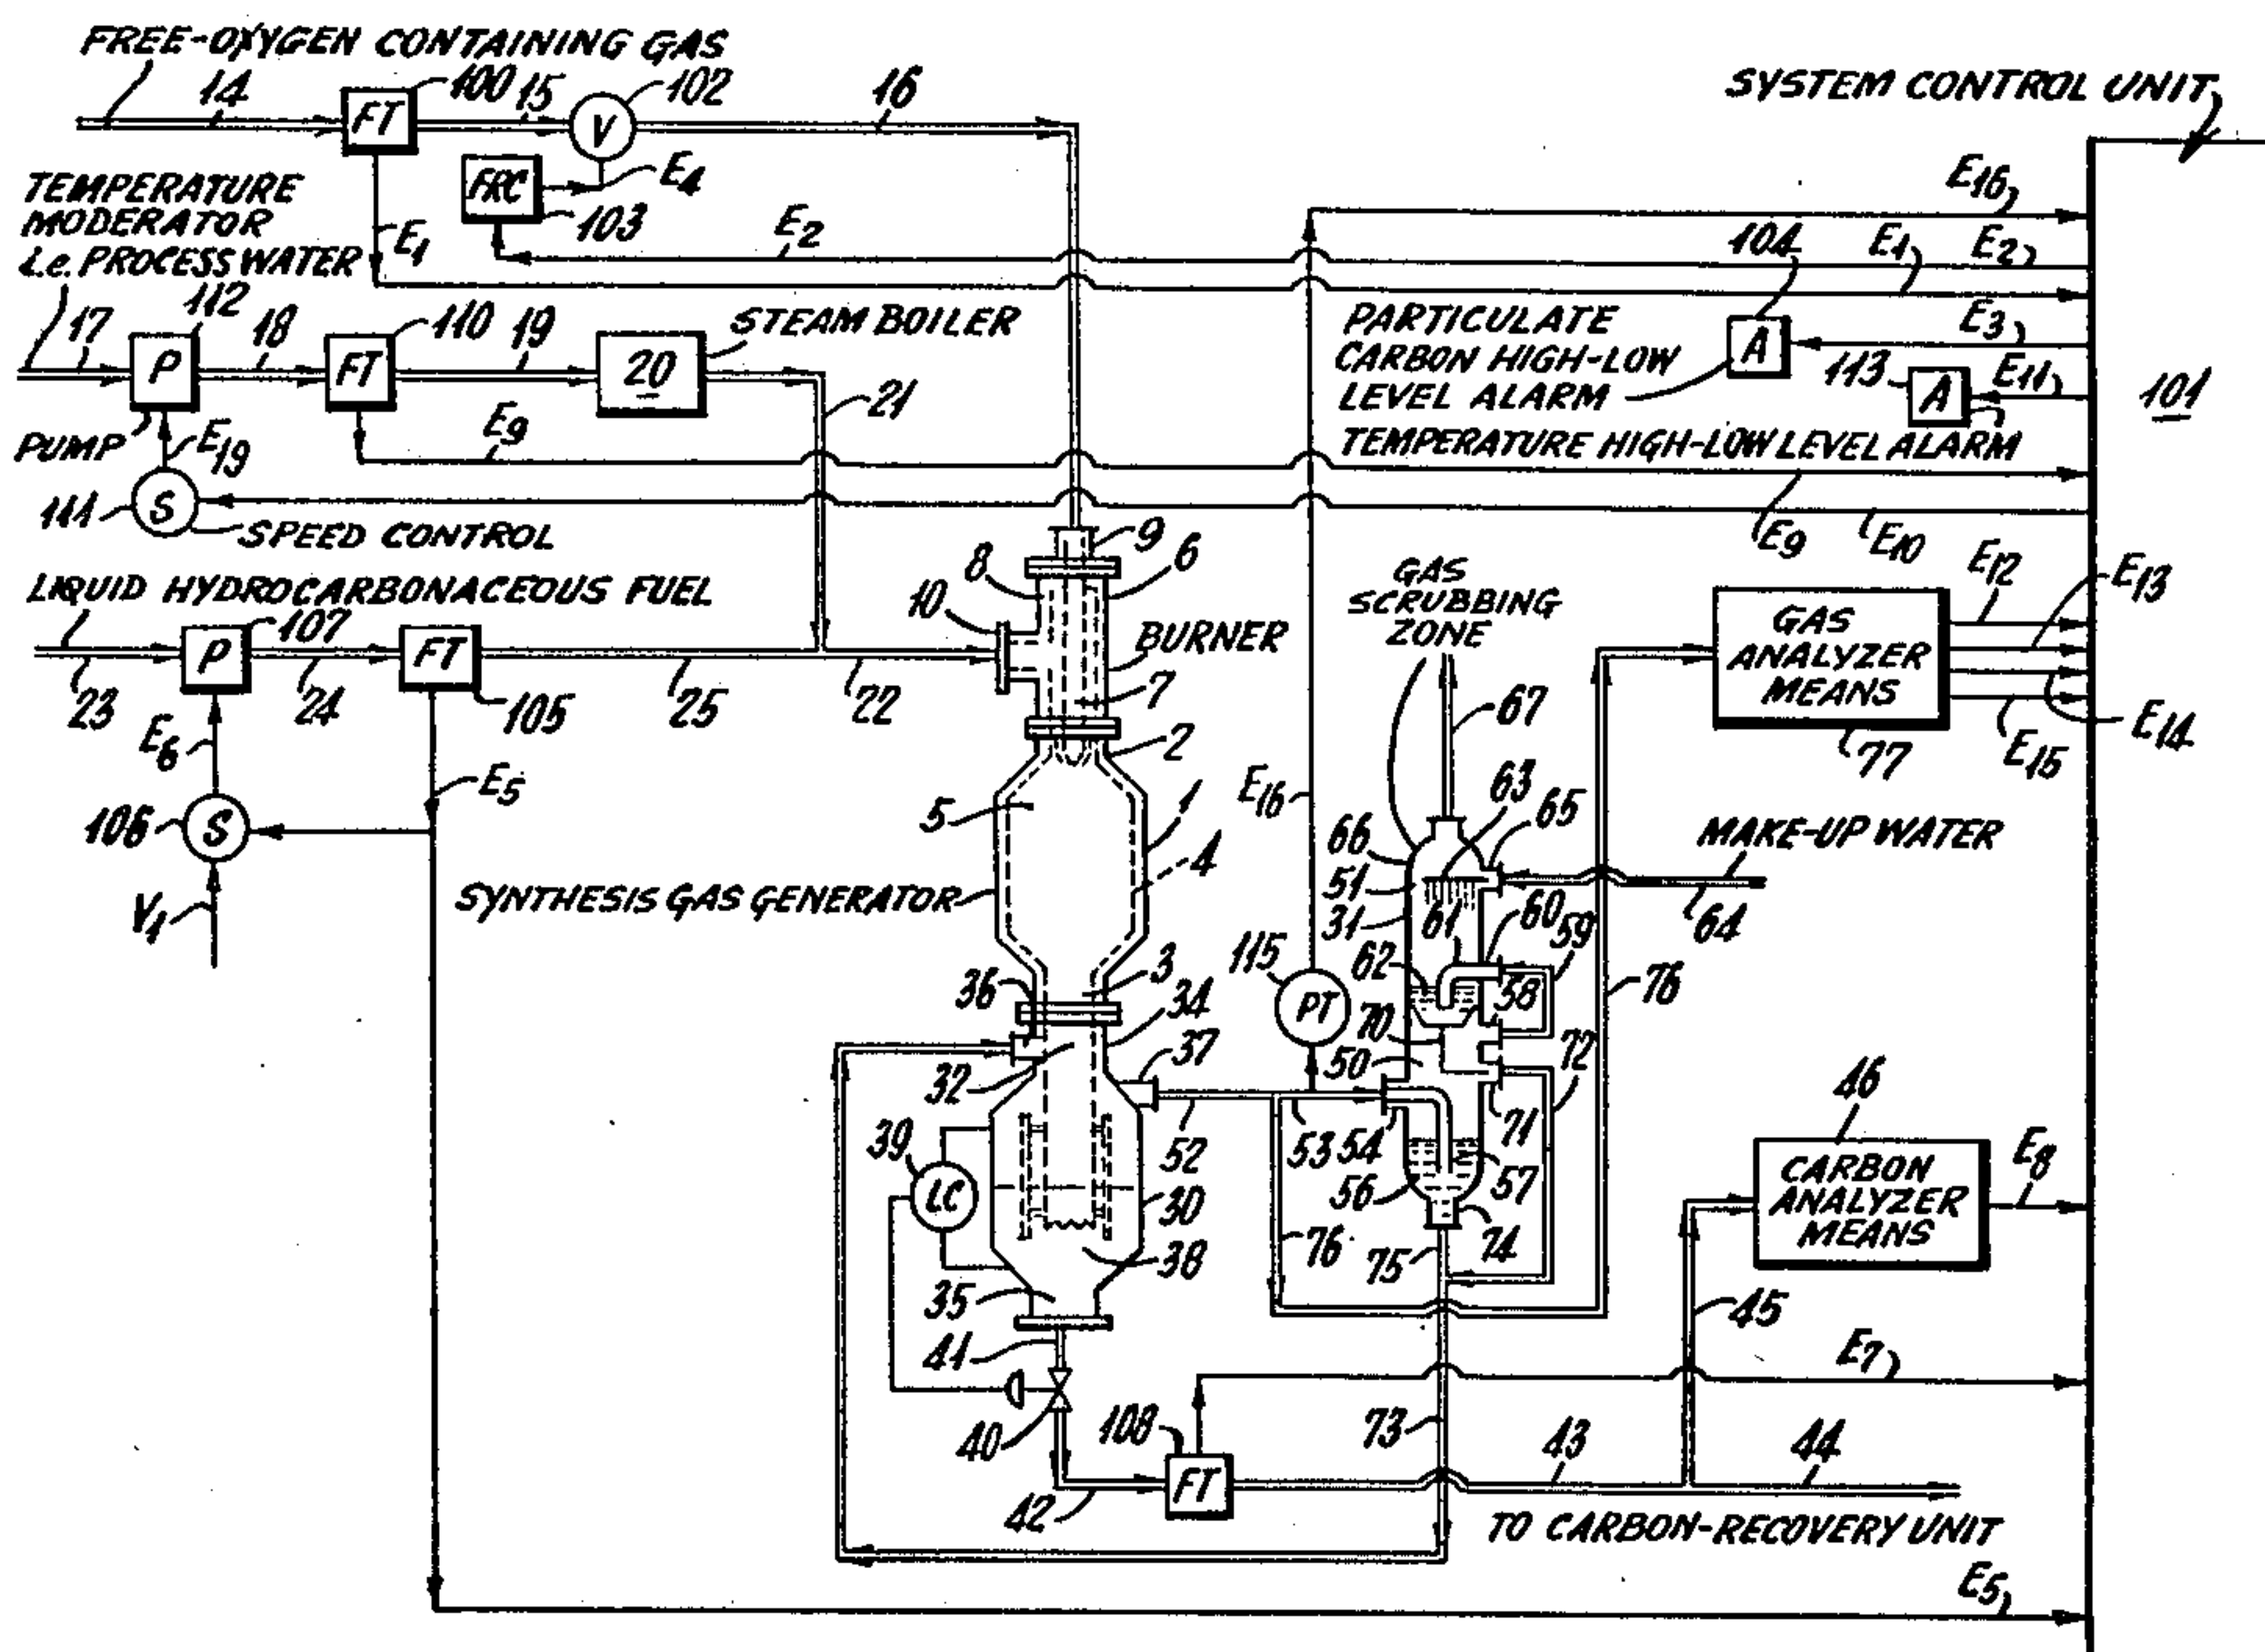 FREE-OXYGEN CONTAINING GAS
14
FT
100
15
V
102
16
SYSTEM CONTROL UNIT
FRC
103
E4
E1
E2
E16
E1
E2
104
A
E3
PARTICULATE
CARBON HIGH-LOW
LEVEL ALARM
113
A
E11
TEMPERATURE HIGH-LOW LEVEL ALARM
101
TEMPERATURE
MODERATOR
i.e. PROCESS WATER
17
112
P
18
110
FT
19
20
STEAM BOILER
21
PUMP
E19
E9
111
S
SPEED CONTROL
E9
E10
LIQUID HYDROCARBONACEOUS FUEL
23
P
107
24
FT
105
25
22
E6
E5
106
S
V1
9
8
6
10
BURNER
7
2
5
1
4
SYNTHESIS GAS GENERATOR
3
36
34
32
37
39
LC
30
38
35
41
40
42
108
FT
E7
43
44
45
TO CARBON-RECOVERY UNIT
E5
GAS
SCRUBBING
ZONE
67
63
65
66
51
31
61
60
59
62
58
70
50
72
71
115
PT
E16
52
53
54
56
57
74
75
76
73
MAKE-UP WATER
64
76
GAS
ANALYZER
MEANS
77
E12
E13
E14
E15
46
CARBON
ANALYZER
MEANS
E8